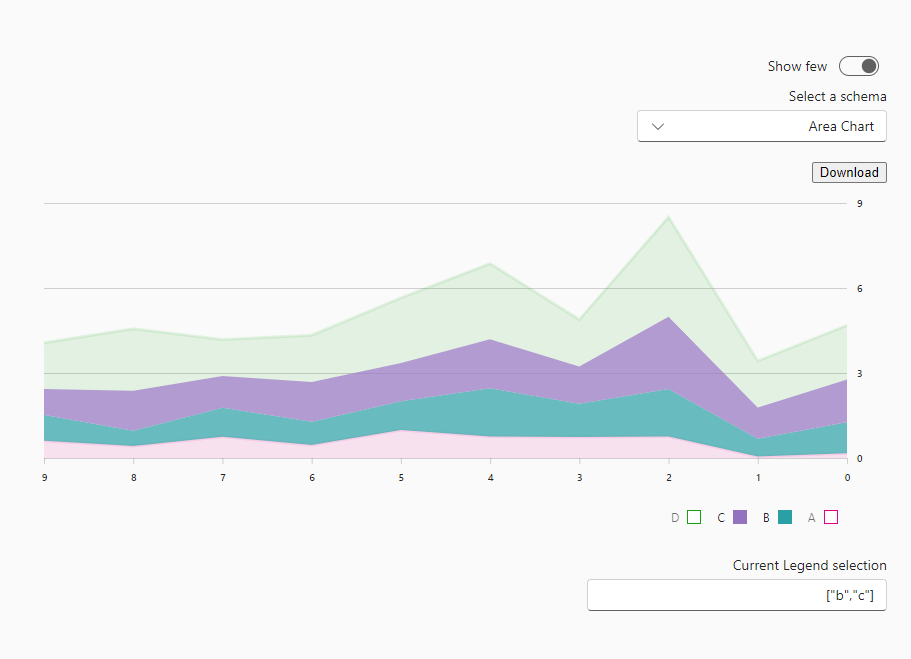 Show few
Select a schema
Area Chart
Download
9
6
3
0
9 8 7 6 5 4 3 2 1 0
D C B A
Current Legend selection
["b","c"]